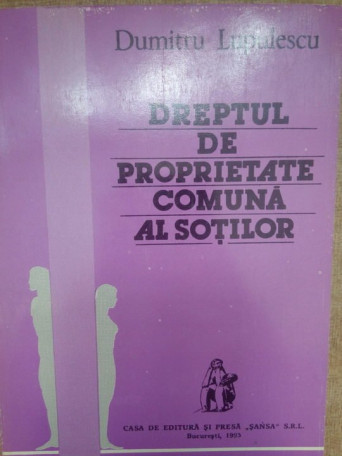 Dumitru Lupulescu
DREPTUL
DE
PROPRIETATE
COMUNĂ
AL SOȚILOR
CASA DE EDITURĂ ȘI PRESĂ „ȘANSA" S.R.L.
București, 1993